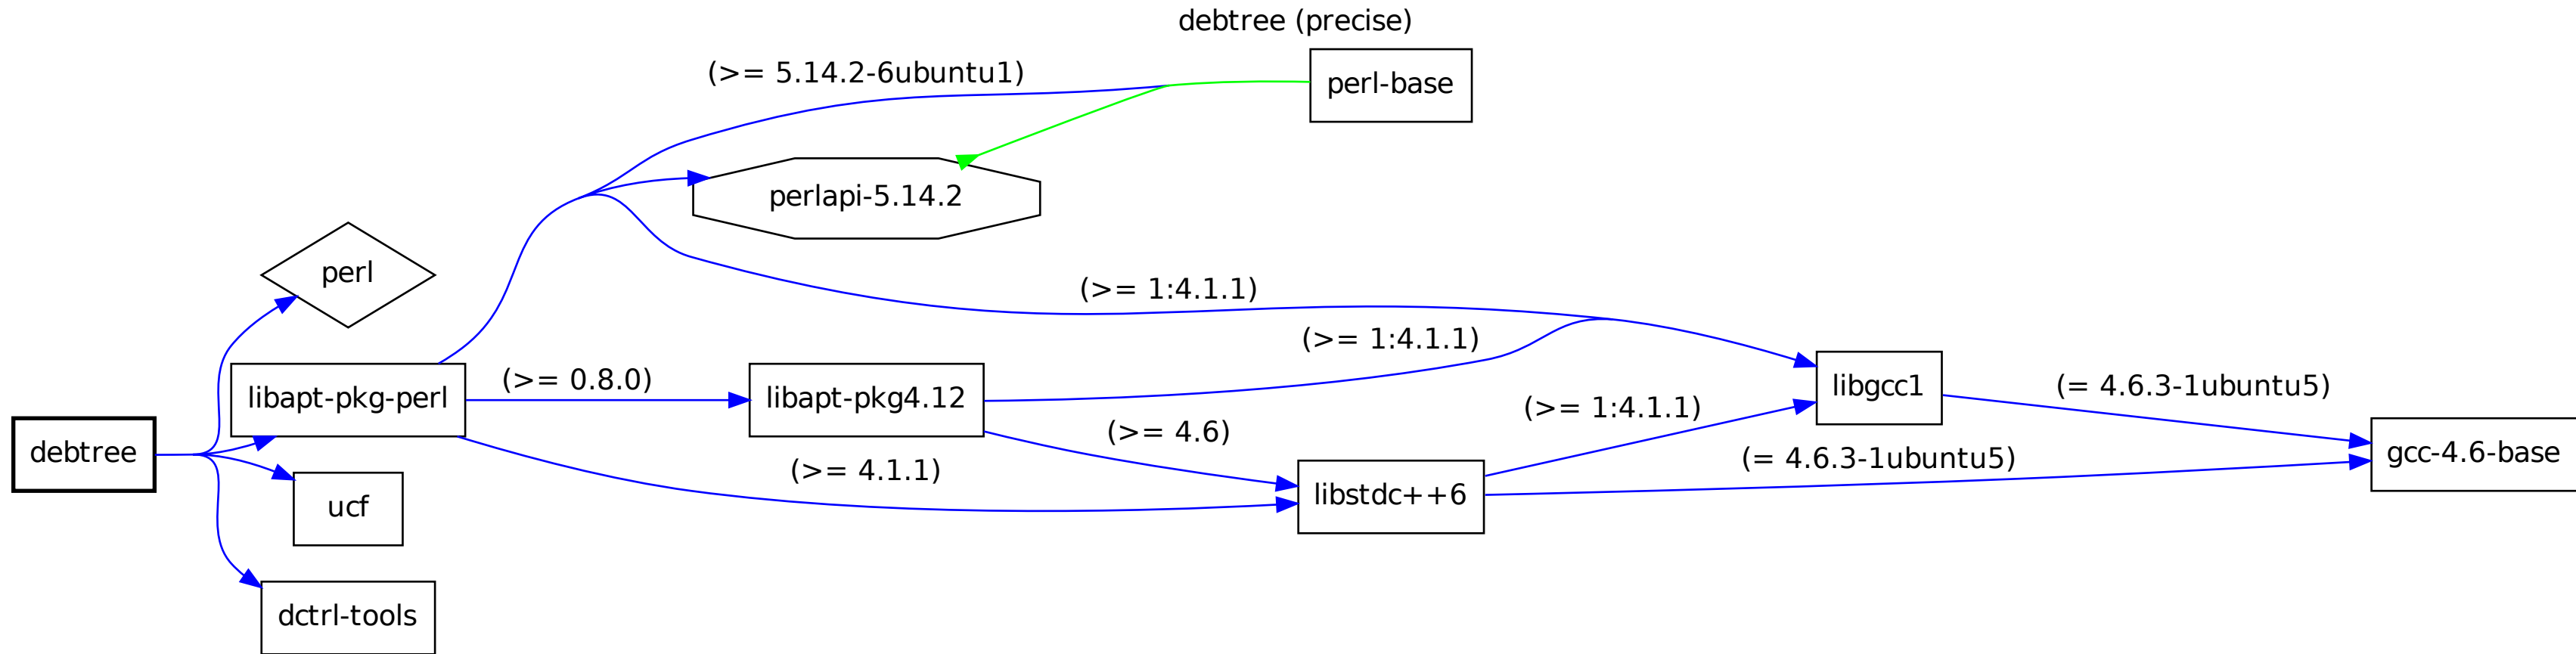 debtree (precise)
(>= 5.14.2-6ubuntu1)
perl-base
perlapi-5.14.2
perl
(>= 1:4.1.1)
(>= 1:4.1.1)
libapt-pkg-perl
(>= 0.8.0)
libapt-pkg4.12
libgcc1
(= 4.6.3-1ubuntu5)
(>= 1:4.1.1)
(>= 4.6)
debtree
(>= 4.1.1)
(= 4.6.3-1ubuntu5)
gcc-4.6-base
ucf
libstdc++6
dctrl-tools